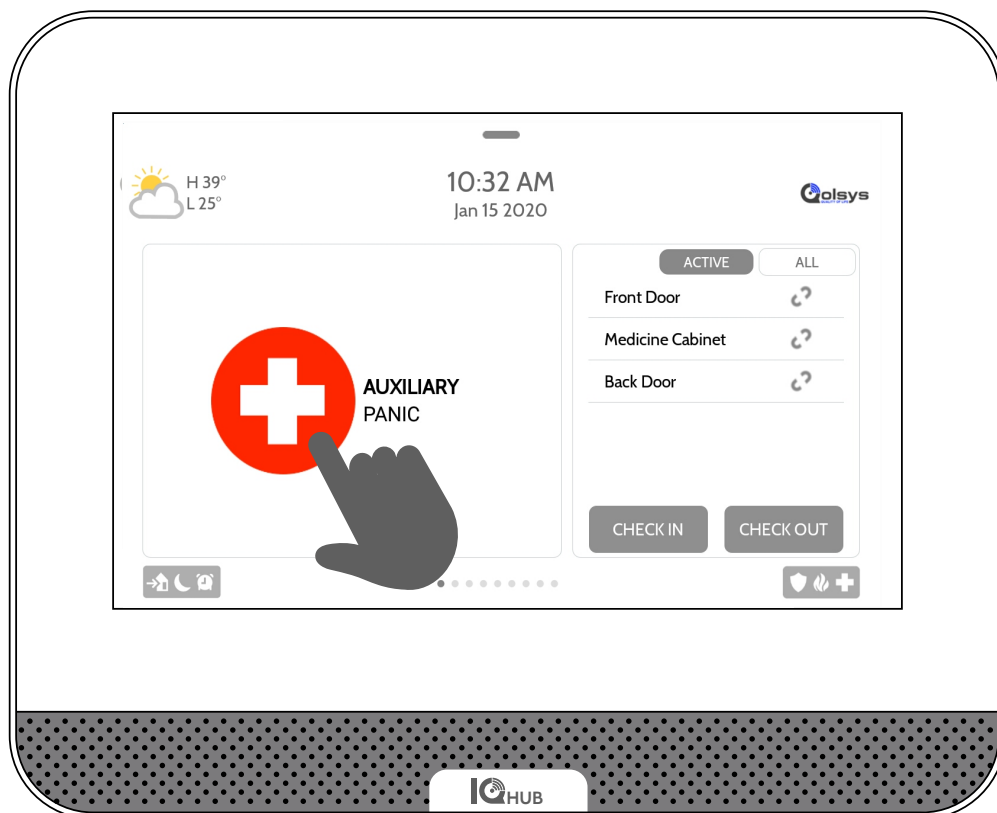 H 39°
L 25°
10:32 AM
Jan 15 2020
Qolsys
AUXILIARY
PANIC
ACTIVE
ALL
Front Door
Medicine Cabinet
Back Door
CHECK IN
CHECK OUT
IQ HUB